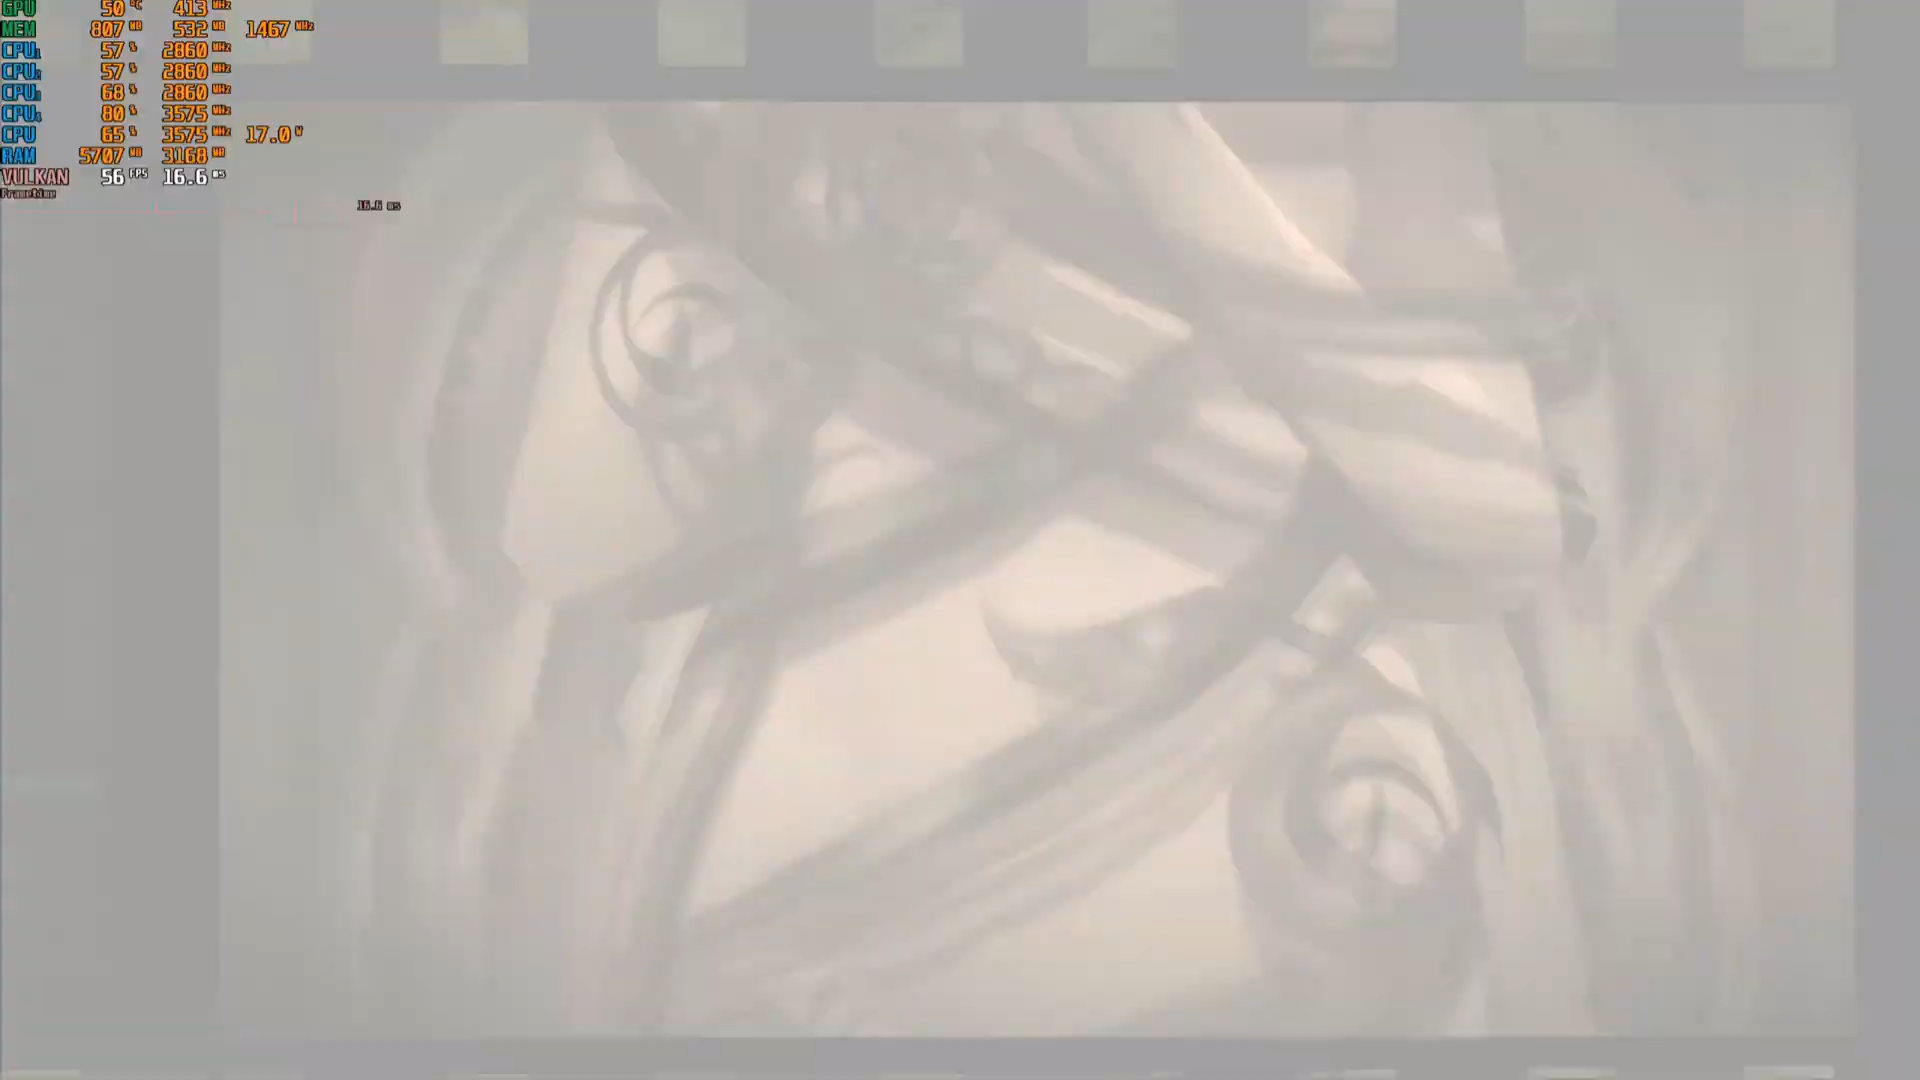 GPU 50 °C 413 MHz
MEM 807 MB 532 MB 1467 MHz
CPU1 57 % 2860 MHz
CPU2 57 % 2860 MHz
CPU3 68 % 2860 MHz
CPU4 80 % 3575 MHz
CPU 65 % 3575 MHz 17.0 W
RAM 5707 MB 3168 MB
VULKAN 56 FPS 16.6 ms
Frametime
16.6 ms